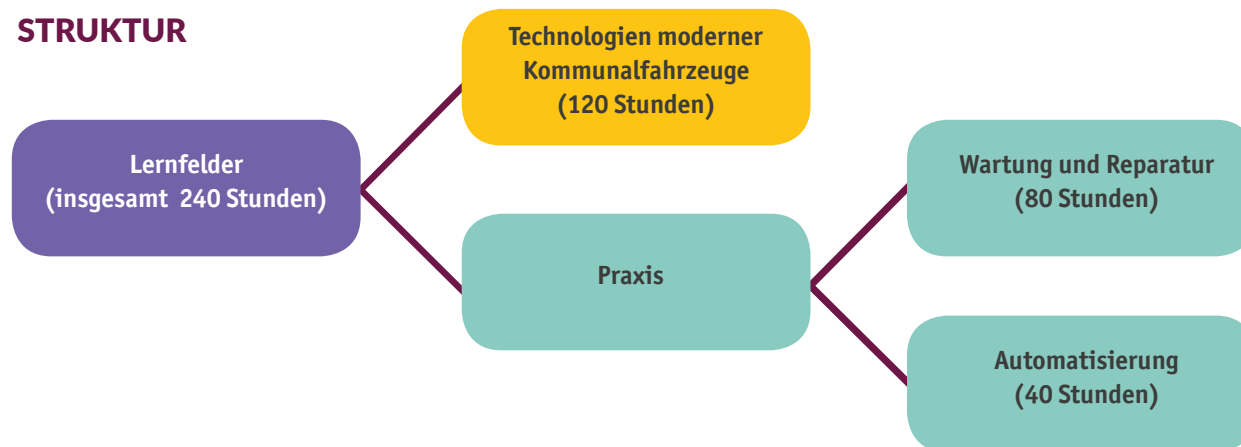 STRUKTUR
Technologien moderner
Kommunalfahrzeuge
(120 Stunden)
Lernfelder
(insgesamt 240 Stunden)
Praxis
Wartung und Reparatur
(80 Stunden)
Automatisierung
(40 Stunden)